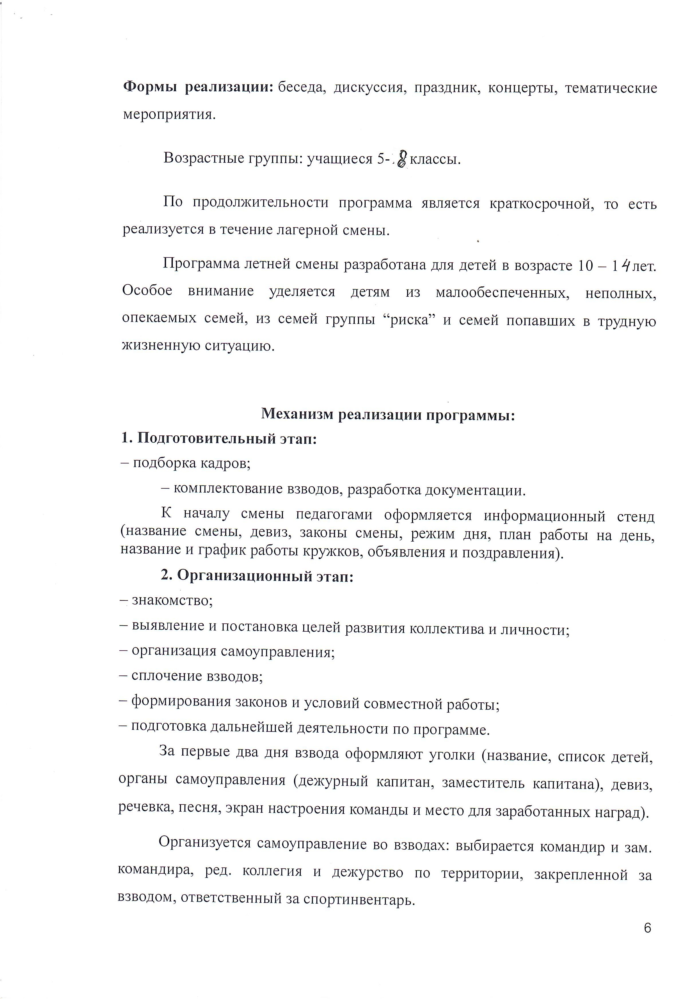 Формы реализации: беседа, дискуссия, праздник, концерты, тематические
мероприятия.
Возрастные группы: учащиеся 5-8 классы.
По продолжительности программа является краткосрочной, то есть
реализуется в течение лагерной смены.
Программа летней смены разработана для детей в возрасте 10 – 14 лет.
Особое внимание уделяется детям из малообеспеченных, неполных,
опекаемых семей, из семей группы “риска” и семей попавших в трудную
жизненную ситуацию.
Механизм реализации программы:
1. Подготовительный этап:
– подборка кадров;
– комплектование взводов, разработка документации.
К началу смены педагогами оформляется информационный стенд
(название смены, девиз, законы смены, режим дня, план работы на день,
название и график работы кружков, объявления и поздравления).
2. Организационный этап:
– знакомство;
– выявление и постановка целей развития коллектива и личности;
– организация самоуправления;
– сплочение взводов;
– формирования законов и условий совместной работы;
– подготовка дальнейшей деятельности по программе.
За первые два дня взвода оформляют уголки (название, список детей,
органы самоуправления (дежурный капитан, заместитель капитана), девиз,
речевка, песня, экран настроения команды и место для заработанных наград).
Организуется самоуправление во взводах: выбирается командир и зам.
командира, ред. коллегия и дежурство по территории, закрепленной за
взводом, ответственный за спортинвентарь.
6